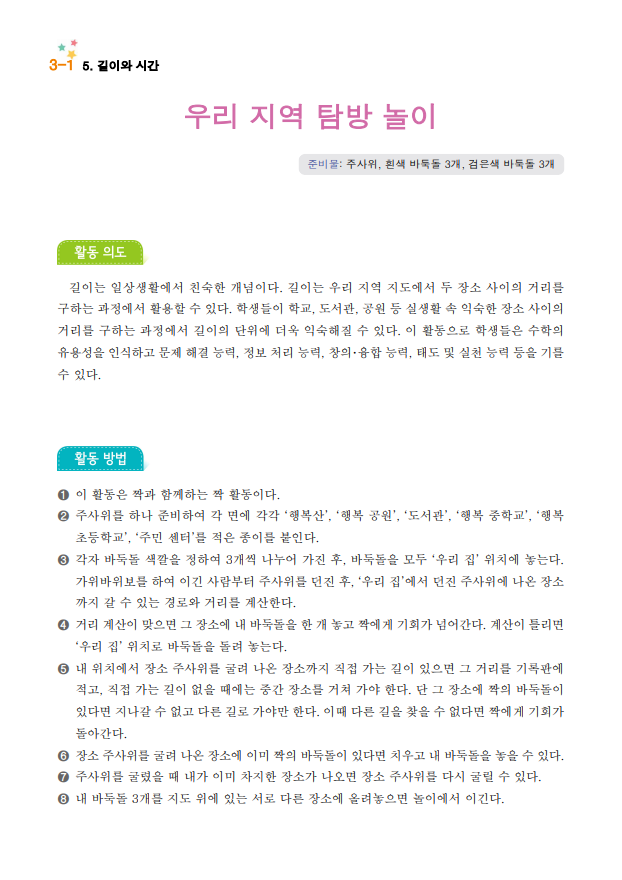 3-1 5. 길이와 시간
우리 지역 탐방 놀이
준비물: 주사위, 흰색 바둑돌 3개, 검은색 바둑돌 3개
활동 의도
길이는 일상생활에서 친숙한 개념이다. 길이는 우리 지역 지도에서 두 장소 사이의 거리를
구하는 과정에서 활용할 수 있다. 학생들이 학교, 도서관, 공원 등 실생활 속 익숙한 장소 사이의
거리를 구하는 과정에서 길이의 단위에 더욱 익숙해질 수 있다. 이 활동으로 학생들은 수학의
유용성을 인식하고 문제 해결 능력, 정보 처리 능력, 창의·융합 능력, 태도 및 실천 능력 등을 기를
수 있다.
활동 방법
❶ 이 활동은 짝과 함께하는 짝 활동이다.
❷ 주사위를 하나 준비하여 각 면에 각각 ‘행복산’, ‘행복 공원’, ‘도서관’, ‘행복 중학교’, ‘행복
초등학교’, ‘주민 센터’를 적은 종이를 붙인다.
❸ 각자 바둑돌 색깔을 정하여 3개씩 나누어 가진 후, 바둑돌을 모두 ‘우리 집’ 위치에 놓는다.
가위바위보를 하여 이긴 사람부터 주사위를 던진 후, ‘우리 집’에서 던진 주사위에 나온 장소
까지 갈 수 있는 경로와 거리를 계산한다.
❹ 거리 계산이 맞으면 그 장소에 내 바둑돌을 한 개 놓고 짝에게 기회가 넘어간다. 계산이 틀리면
‘우리 집’ 위치로 바둑돌을 돌려 놓는다.
❺ 내 위치에서 장소 주사위를 굴려 나온 장소까지 직접 가는 길이 있으면 그 거리를 기록판에
적고, 직접 가는 길이 없을 때에는 중간 장소를 거쳐 가야 한다. 단 그 장소에 짝의 바둑돌이
있다면 지나갈 수 없고 다른 길로 가야만 한다. 이때 다른 길을 찾을 수 없다면 짝에게 기회가
돌아간다.
❻ 장소 주사위를 굴려 나온 장소에 이미 짝의 바둑돌이 있다면 치우고 내 바둑돌을 놓을 수 있다.
❼ 주사위를 굴렸을 때 내가 이미 차지한 장소가 나오면 장소 주사위를 다시 굴릴 수 있다.
❽ 내 바둑돌 3개를 지도 위에 있는 서로 다른 장소에 올려놓으면 놀이에서 이긴다.